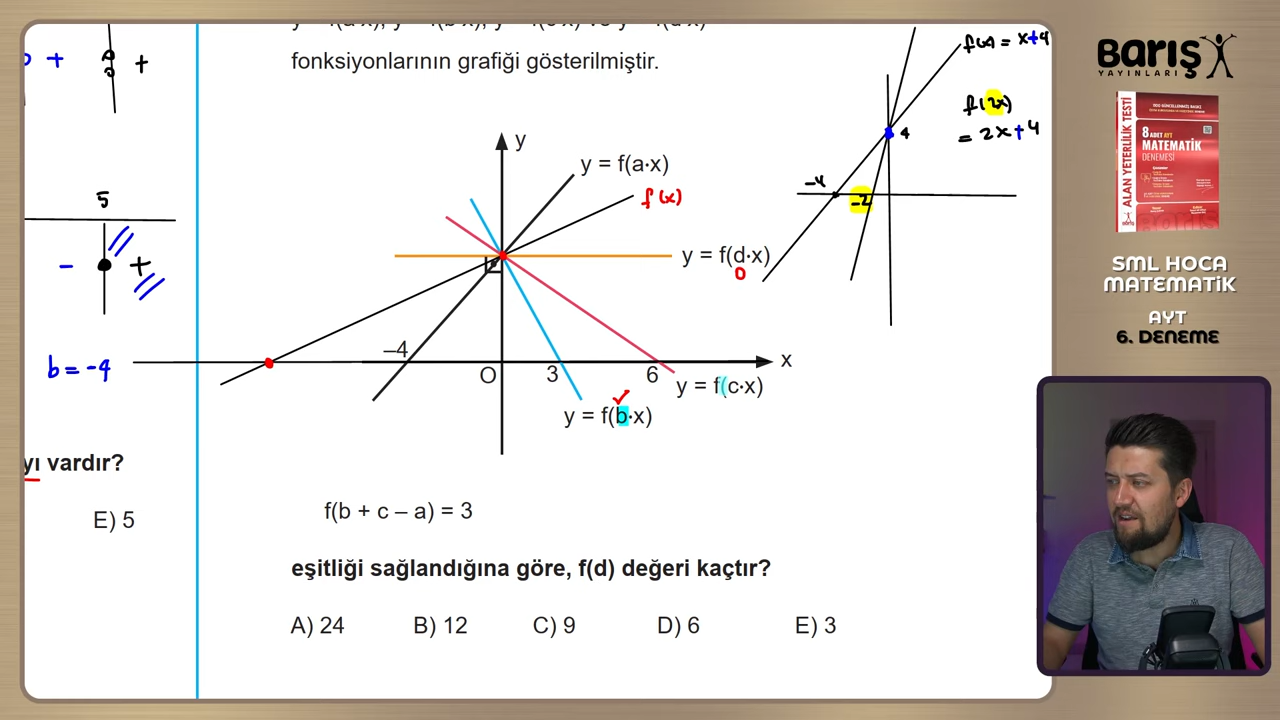 fonksiyonlarının grafiği gösterilmiştir.
+ +
5
- +
b = -4
yı vardır?
E) 5
y
y = f(a·x)
f(x)
y = f(d·x)
0
–4
O
3
6
x
y = f(c·x)
y = f(b·x)
f(b + c – a) = 3
eşitliği sağlandığına göre, f(d) değeri kaçtır?
A) 24 B) 12 C) 9 D) 6 E) 3
f(x) = x+4
f(2x)
= 2x+4
4
-4
-2
BARIŞ
YAYINLARI
ALAN YETERLİLİK TESTİ
8 ADET AYT
MATEMATİK
DENEMESİ
SML HOCA
MATEMATİK
AYT
6. DENEME